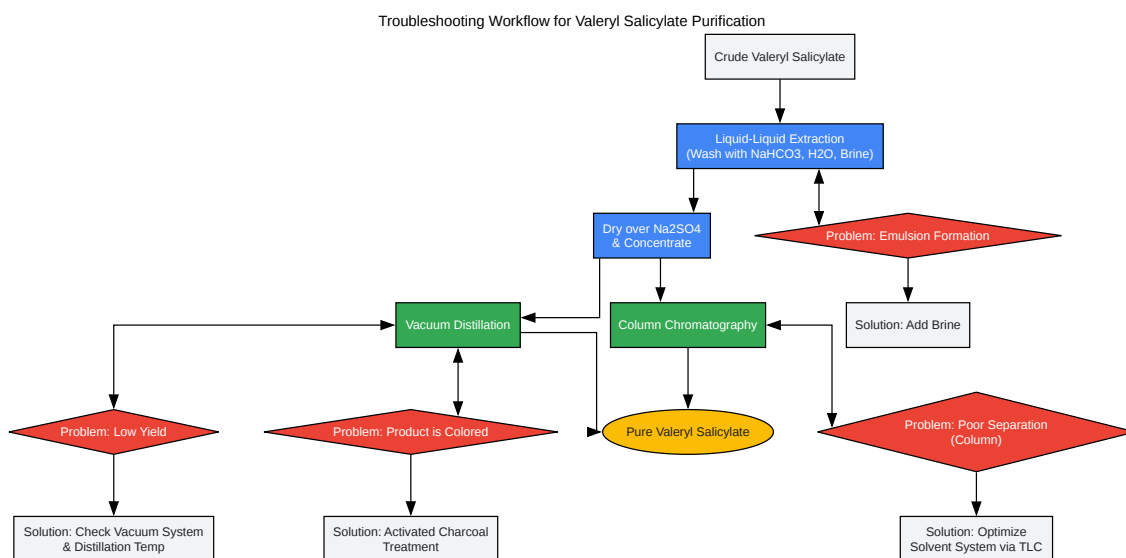 Troubleshooting Workflow for Valeryl Salicylate Purification
Crude Valeryl Salicylate
Liquid-Liquid Extraction
(Wash with NaHCO3, H2O, Brine)
Dry over Na2SO4
& Concentrate
Problem: Emulsion Formation
Vacuum Distillation
Column Chromatography
Solution: Add Brine
Problem: Low Yield
Problem: Product is Colored
Pure Valeryl Salicylate
Problem: Poor Separation
(Column)
Solution: Check Vacuum System
& Distillation Temp
Solution: Activated Charcoal
Treatment
Solution: Optimize
Solvent System via TLC